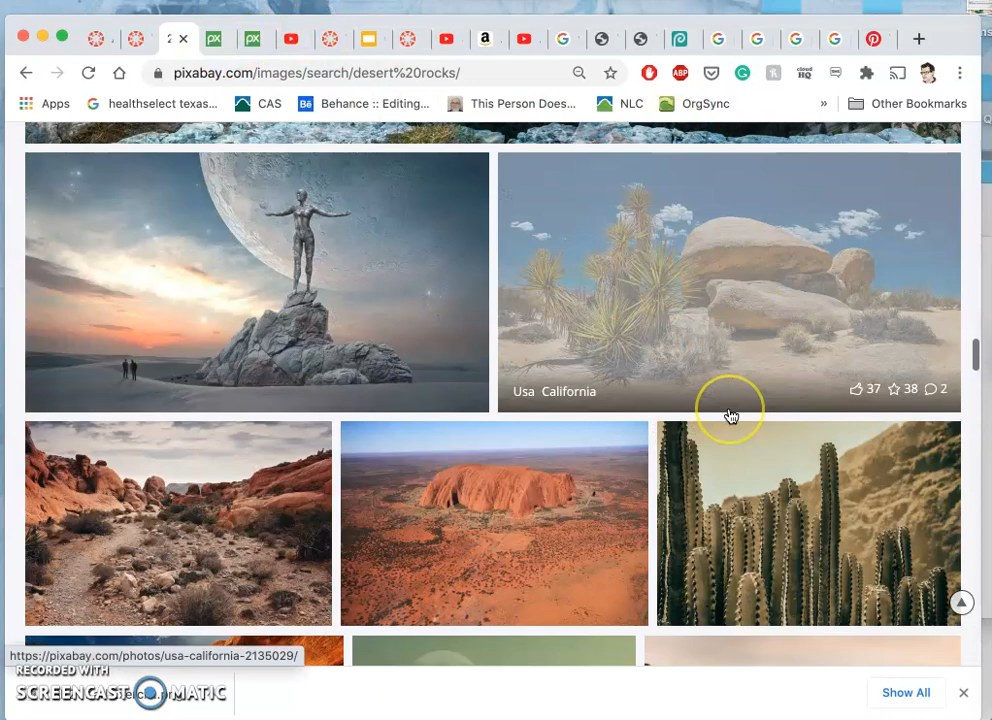 pixabay.com/images/search/desert%20rocks/
Apps
healthselect texas...
CAS
Behance :: Editing...
This Person Does...
NLC
OrgSync
»
Other Bookmarks
Usa California
37 38 2
https://pixabay.com/photos/usa-california-2135029/
RECORDED WITH
SCREENCAST MATIC
Show All